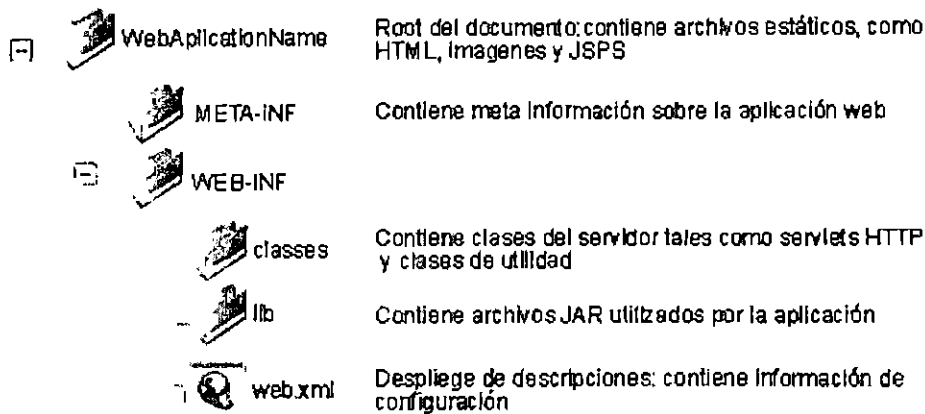 WebAplicationName
Root del documento: contiene archivos estáticos, como
HTML, Imagenes y JSPS
META-INF
Contiene meta Información sobre la aplicación web
WEB-INF
classes
Contiene clases del servidor tales como servlets HTTP
y clases de utilidad
lib
Contiene archivos JAR utilizados por la aplicación
web.xml
Despliege de descripciones: contiene Información de
configuración